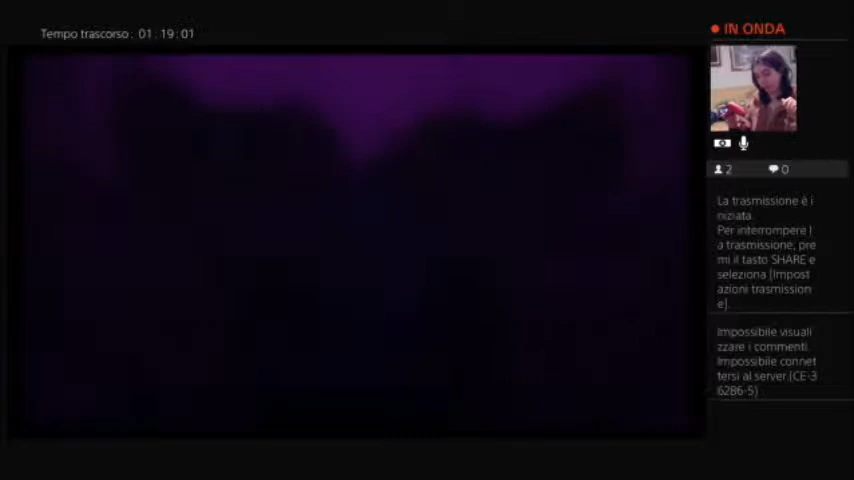 Tempo trascorso: 01:19:01
IN ONDA
2 0
La trasmissione è i
niziata.
Per interrompere l
a trasmissione, pre
mi il tasto SHARE e
seleziona [Impost
azioni trasmission
e].
Impossibile visuali
zzare i commenti.
Impossibile connet
tersi al server.(CE-3
6286-5)